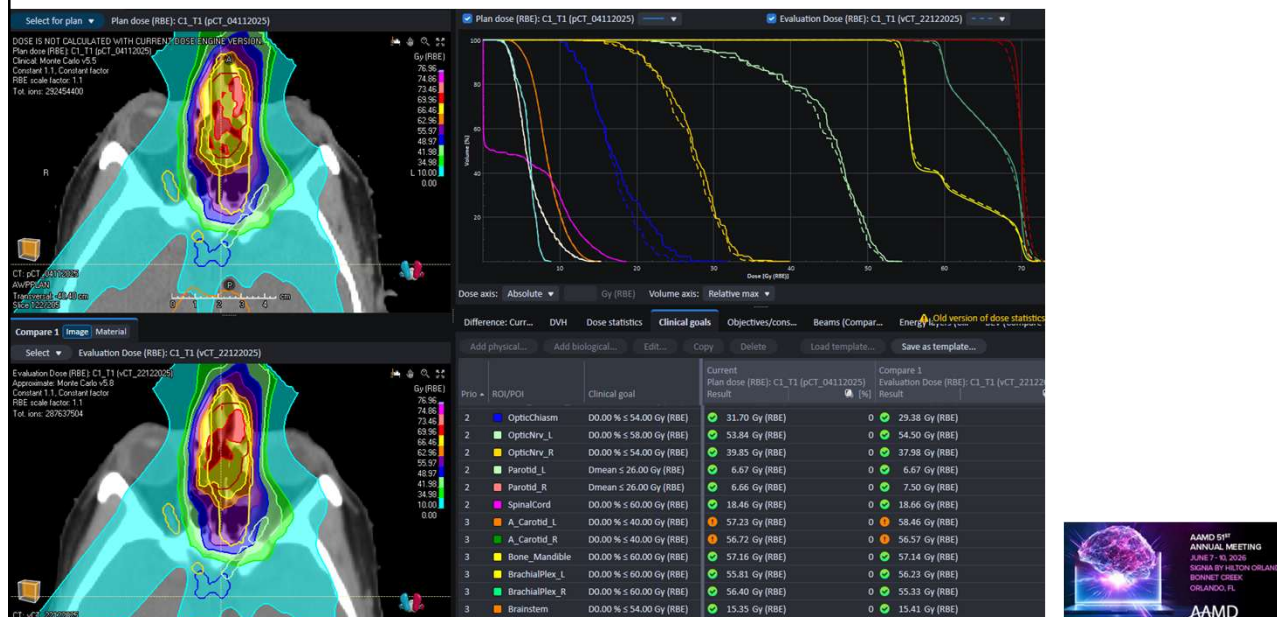 Select for plan Plan dose (RBE): C1_T1 (pCT_04112025)
DOSE IS NOT CALCULATED WITH CURRENT DOSE ENGINE VERSION
Plan dose (RBE): C1_T1 (pCT_04112025)
Clinical: Monte Carlo v5.5
Constant 1.1, Constant factor
RBE scale factor: 1.1
Tot. ions: 292454400
A
Gy (RBE)
76.96
74.86
73.46
69.96
66.46
62.96
55.97
48.97
41.98
34.98
10.00
0.00
R
L
CT: pCT_04112025
AWPPLAN
Transversal: 40.40 cm
Slice 122/205
P
0 1 2 3 4 cm
Compare 1 Image Material
Select Evaluation Dose (RBE): C1_T1 (vCT_22122025)
Evaluation Dose (RBE): C1_T1 (vCT_22122025)
Approximate: Monte Carlo v5.8
Constant 1.1, Constant factor
RBE scale factor: 1.1
Tot. ions: 287637504
Gy (RBE)
76.96
74.86
73.46
69.96
66.46
62.96
55.97
48.97
41.98
34.98
10.00
0.00
CT: vCT_22122025
Plan dose (RBE): C1_T1 (pCT_04112025) Evaluation Dose (RBE): C1_T1 (vCT_22122025)
Volume [%]
100
80
60
40
20
10 20 30 40 50 60 70
Dose [Gy (RBE)]
Dose axis: Absolute Gy (RBE) Volume axis: Relative max
Old version of dose statistics
Difference: Curr... DVH Dose statistics Clinical goals Objectives/cons... Beams (Compar...
Add physical... Add biological... Edit... Copy Delete Load template... Save as template...
Current Compare 1
Plan dose (RBE): C1_T1 (pCT_04112025) Evaluation Dose (RBE): C1_T1 (vCT_22122
Prio ROI/POI Clinical goal Result [%] Result
2 OpticChiasm D0.00 % ≤ 54.00 Gy (RBE) 31.70 Gy (RBE) 0 29.38 Gy (RBE)
2 OpticNrv_L D0.00 % ≤ 58.00 Gy (RBE) 53.84 Gy (RBE) 0 54.50 Gy (RBE)
2 OpticNrv_R D0.00 % ≤ 54.00 Gy (RBE) 39.85 Gy (RBE) 0 37.98 Gy (RBE)
2 Parotid_L Dmean ≤ 26.00 Gy (RBE) 6.67 Gy (RBE) 0 6.67 Gy (RBE)
2 Parotid_R Dmean ≤ 26.00 Gy (RBE) 6.66 Gy (RBE) 0 7.50 Gy (RBE)
2 SpinalCord D0.00 % ≤ 60.00 Gy (RBE) 18.46 Gy (RBE) 0 18.66 Gy (RBE)
3 A_Carotid_L D0.00 % ≤ 40.00 Gy (RBE) 57.23 Gy (RBE) 0 58.46 Gy (RBE)
3 A_Carotid_R D0.00 % ≤ 40.00 Gy (RBE) 56.72 Gy (RBE) 0 56.57 Gy (RBE)
3 Bone_Mandible D0.00 % ≤ 60.00 Gy (RBE) 57.16 Gy (RBE) 0 57.14 Gy (RBE)
3 BrachialPlex_L D0.00 % ≤ 60.00 Gy (RBE) 55.81 Gy (RBE) 0 56.23 Gy (RBE)
3 BrachialPlex_R D0.00 % ≤ 60.00 Gy (RBE) 56.40 Gy (RBE) 0 55.33 Gy (RBE)
3 Brainstem D0.00 % ≤ 54.00 Gy (RBE) 15.35 Gy (RBE) 0 15.41 Gy (RBE)
AAMD 51ST
ANNUAL MEETING
JUNE 7 - 10, 2026
SIGNIA BY HILTON ORLAN
BONNET CREEK
ORLANDO, FL
AAMD